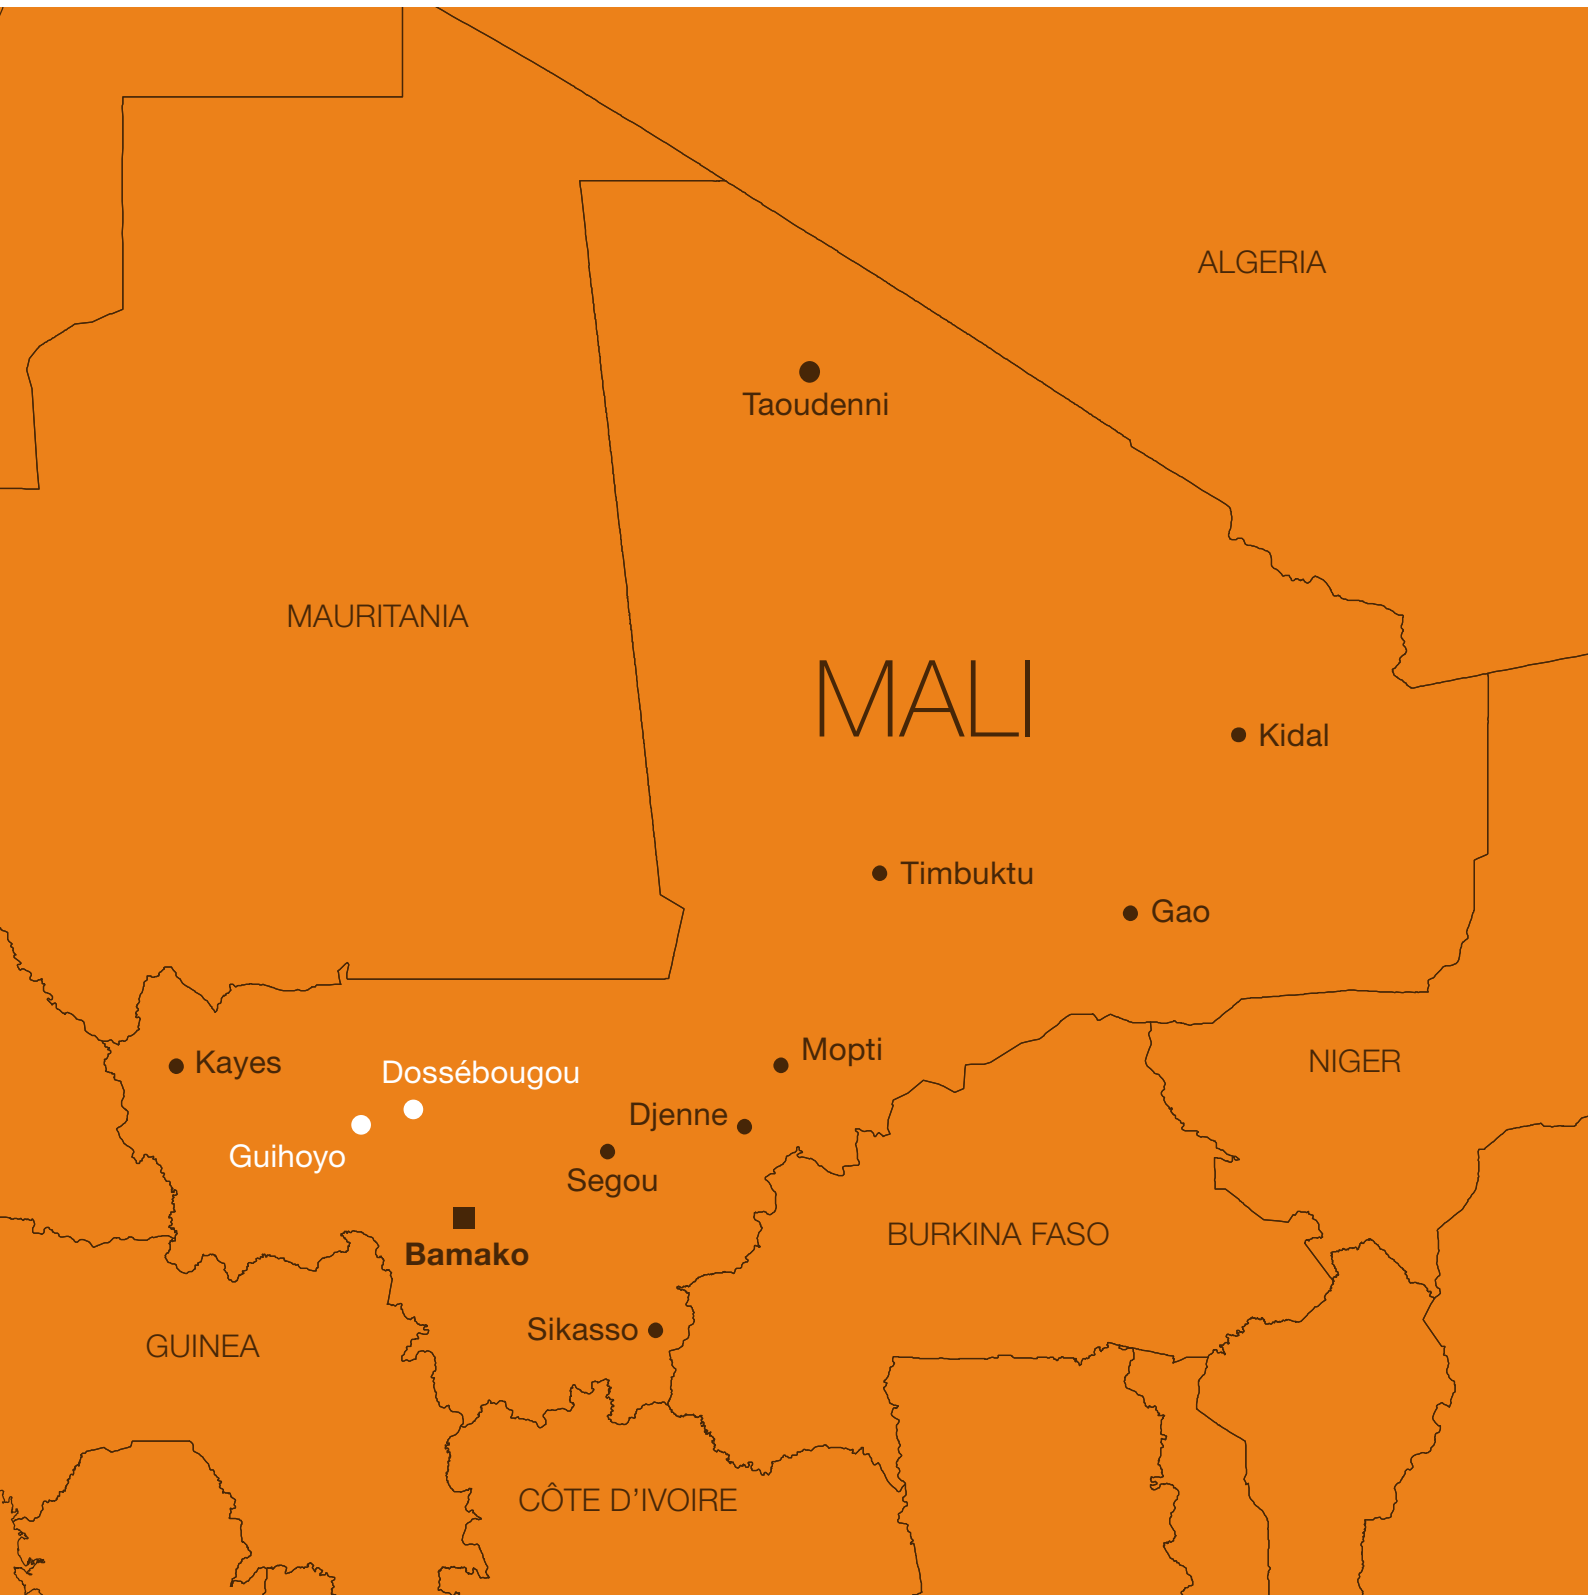 ALGERIA
Taoudenni
MAURITANIA
MALI
Kidal
Timbuktu
Gao
Mopti
Kayes
NIGER
Dossébougou
Djenne
Guihoyo
Segou
BURKINA FASO
Bamako
Sikasso
GUINEA
CÔTE D’IVOIRE